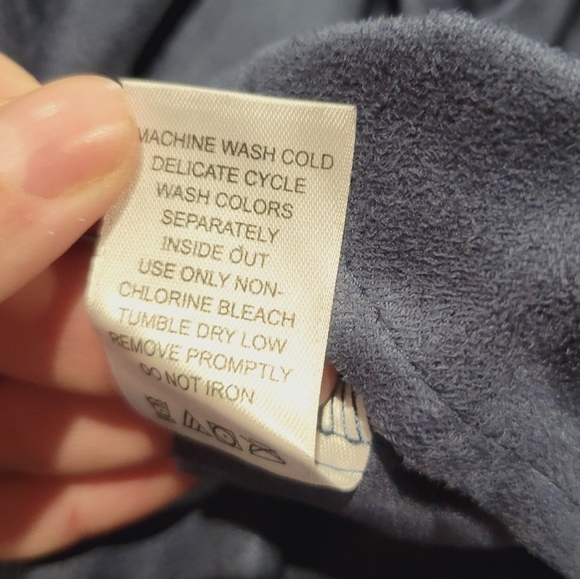 MACHINE WASH COLD
DELICATE CYCLE
WASH COLORS
SEPARATELY
INSIDE OUT
USE ONLY NON-
CHLORINE BLEACH
TUMBLE DRY LOW
REMOVE PROMPTLY
DO NOT IRON